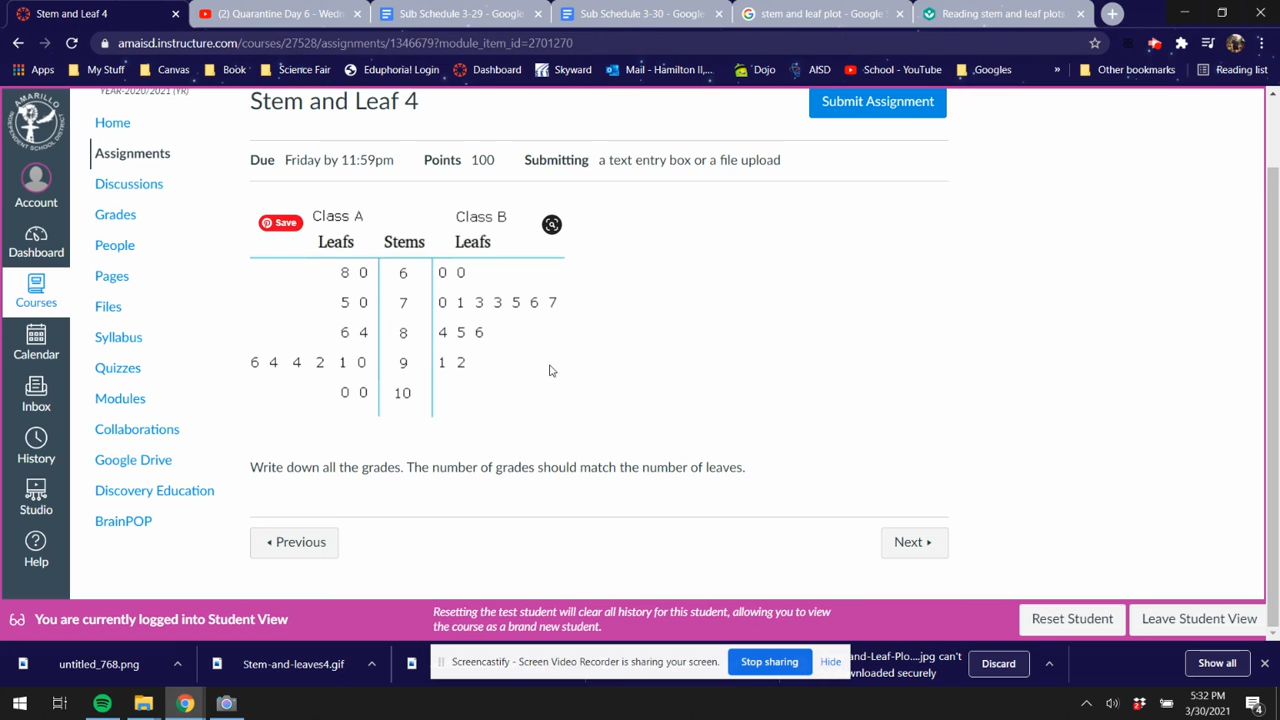 Stem and Leaf 4
(2) Quarantine Day 6 - Wedn
Sub Schedule 3-29 - Google
Sub Schedule 3-30 - Google
stem and leaf plot - Google
Reading stem and leaf plots
amaisd.instructure.com/courses/27528/assignments/1346679?module_item_id=2701270
Apps My Stuff Canvas Book Science Fair Eduphoria! Login Dashboard Skyward Mail - Hamilton II,... Dojo AISD School - YouTube Googles » Other bookmarks Reading list
AMARILLO
INDEPENDENT SCHOOL DISTRICT
Account
Dashboard
Courses
Calendar
Inbox
History
Studio
Help
YEAR-2020/2021 (YR)
Home
Assignments
Discussions
Grades
People
Pages
Files
Syllabus
Quizzes
Modules
Collaborations
Google Drive
Discovery Education
BrainPOP
Stem and Leaf 4
Submit Assignment
Due Friday by 11:59pm Points 100 Submitting a text entry box or a file upload
Save
Class A Class B
Leafs Stems Leafs
8 0 6 0 0
5 0 7 0 1 3 3 5 6 7
6 4 8 4 5 6
6 4 4 2 1 0 9 1 2
0 0 10
Write down all the grades. The number of grades should match the number of leaves.
Previous
Next
You are currently logged into Student View
Resetting the test student will clear all history for this student, allowing you to view
the course as a brand new student.
Reset Student
Leave Student View
untitled_768.png
Stem-and-leaves4.gif
Screencastify - Screen Video Recorder is sharing your screen.
Stop sharing
Hide
and-Leaf-Plo....jpg can't
wnloaded securely
Discard
Show all
5:32 PM
3/30/2021
4